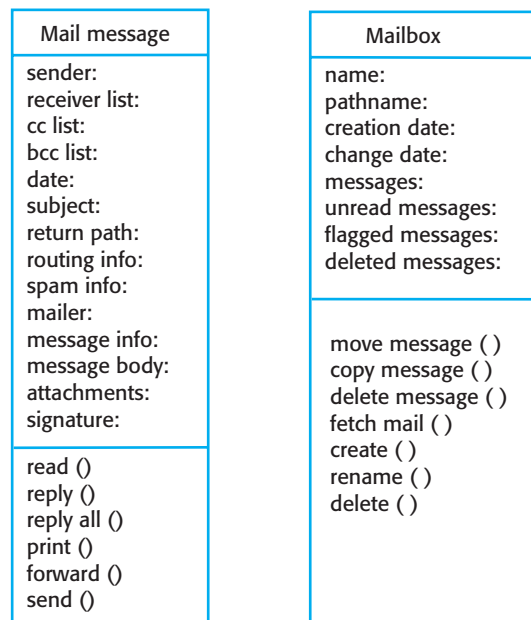 Mail message
sender:
receiver list:
cc list:
bcc list:
date:
subject:
return path:
routing info:
spam info:
mailer:
message info:
message body:
attachments:
signature:
read ()
reply ()
reply all ()
print ()
forward ()
send ()
Mailbox
name:
pathname:
creation date:
change date:
messages:
unread messages:
flagged messages:
deleted messages:
move message ( )
copy message ( )
delete message ( )
fetch mail ( )
create ( )
rename ( )
delete ( )